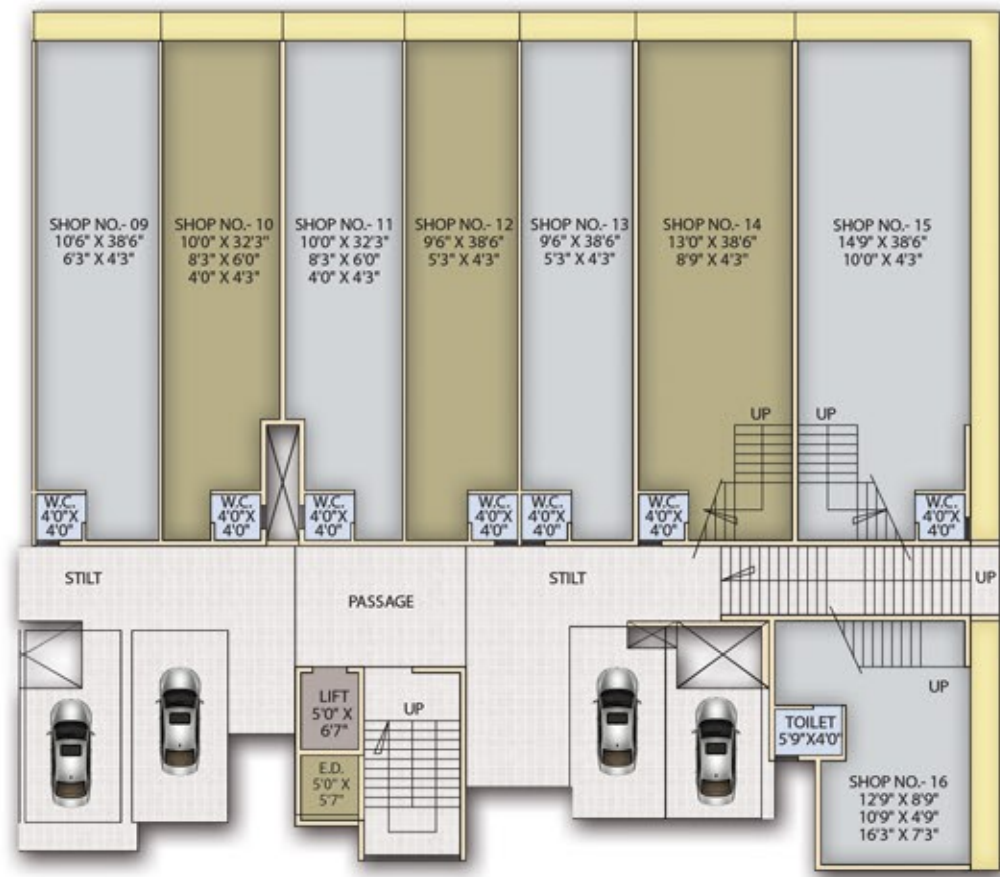 SHOP NO.- 09
10'6" X 38'6"
6'3" X 4'3"
SHOP NO.- 10
10'0" X 32'3"
8'3" X 6'0"
4'0" X 4'3"
SHOP NO.- 11
10'0" X 32'3"
8'3" X 6'0"
4'0" X 4'3"
SHOP NO.- 12
9'6" X 38'6"
5'3" X 4'3"
SHOP NO.- 13
9'6" X 38'6"
5'3" X 4'3"
SHOP NO.- 14
13'0" X 38'6"
8'9" X 4'3"
SHOP NO.- 15
14'9" X 38'6"
10'0" X 4'3"
UP
UP
W.C.
4'0"X
4'0"
W.C.
4'0"X
4'0"
W.C.
4'0"X
4'0"
W.C.
4'0"X
4'0"
W.C.
4'0"X
4'0"
W.C.
4'0"X
4'0"
W.C.
4'0"X
4'0"
STILT
PASSAGE
STILT
UP
LIFT
5'0" X
6'7"
UP
UP
E.D.
5'0" X
5'7"
TOILET
5'9"X4'0"
SHOP NO.- 16
12'9" X 8'9"
10'9" X 4'9"
16'3" X 7'3"